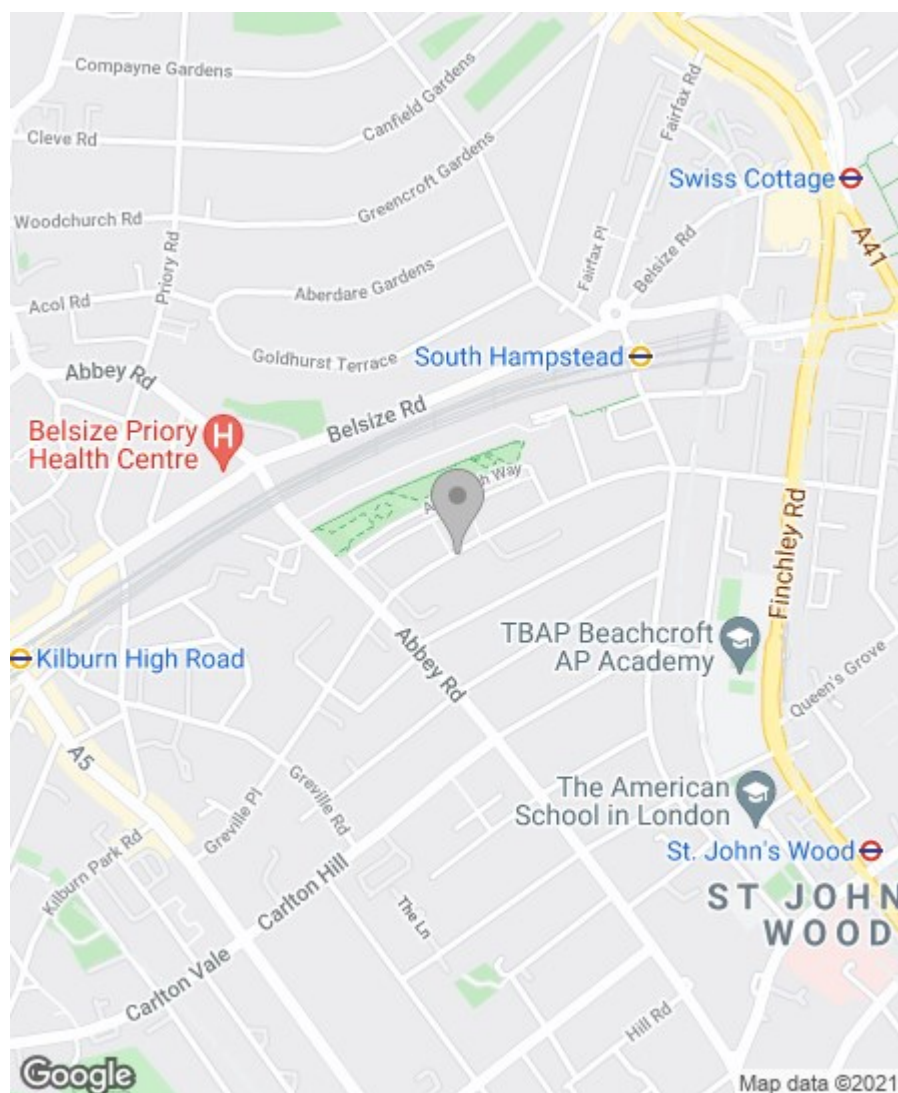 Compayne Gardens
Canfield Gardens
Fairfax Rd
Cleve Rd
Greencroft Gardens
Swiss Cottage
Woodchurch Rd
Priory Rd
Fairfax Pl
Belsize Rd
A41
Aberdare Gardens
Acol Rd
Goldhurst Terrace
South Hampstead
Abbey Rd
Belsize Rd
Belsize Priory
Health Centre
H
Way
Finchley Rd
Abbey Rd
TBAP Beachcroft
AP Academy
Kilburn High Road
Queen's Grove
A5
Greville Pl
Greville Rd
The American
School in London
Kilburn Park Rd
Carlton Hill
St. John's Wood
The Ln
ST JOHN
WOOD
Carlton Vale
Hill Rd
Google
Map data ©2021